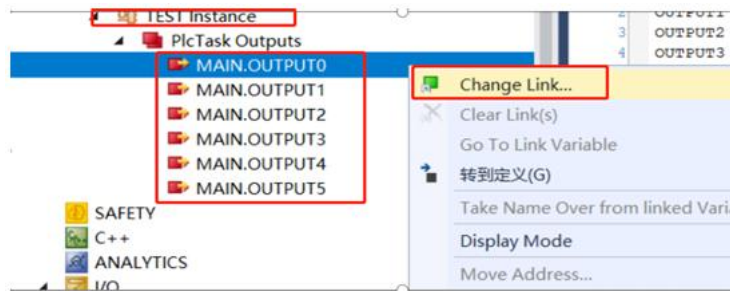 TEST Instance
PlcTask Outputs
MAIN.OUTPUT0
MAIN.OUTPUT1
MAIN.OUTPUT2
MAIN.OUTPUT3
MAIN.OUTPUT4
MAIN.OUTPUT5
SAFETY
C++
ANALYTICS
I/O
2 OUTPUT1
3 OUTPUT2
4 OUTPUT3
Change Link...
Clear Link(s)
Go To Link Variable
转到定义(G)
Take Name Over from linked Vari
Display Mode
Move Address...